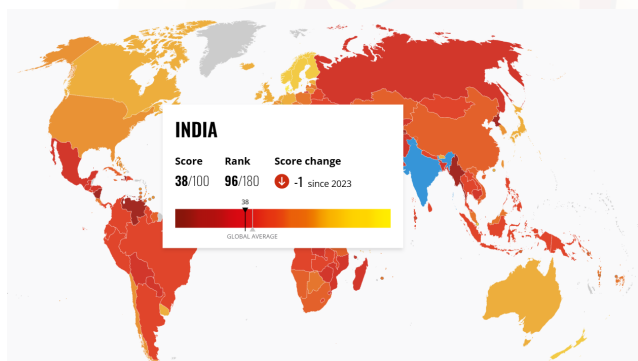 INDIA
Score Rank Score change
38/100 96/180 -1 since 2023
38
GLOBAL AVERAGE